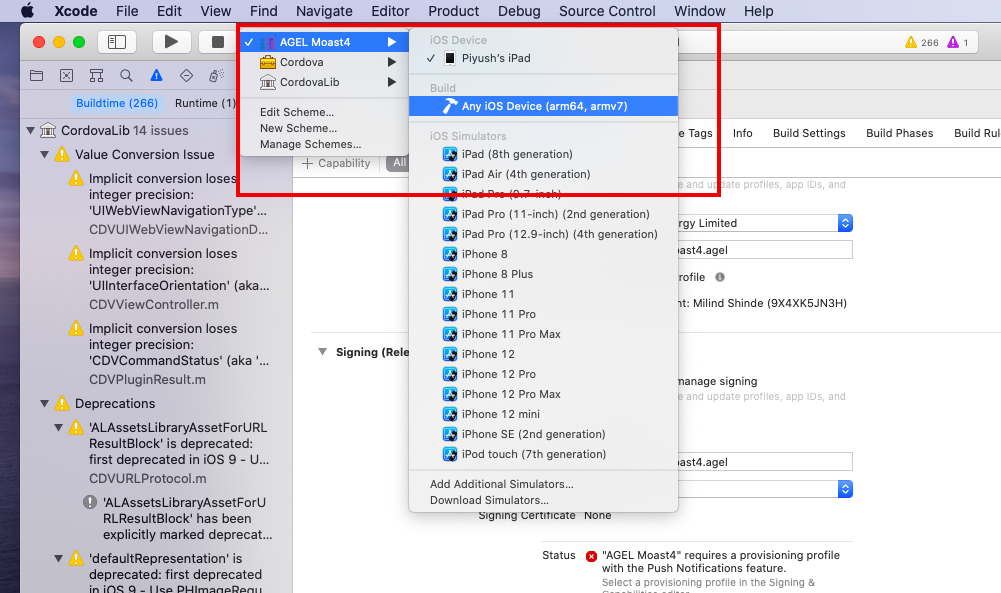 Xcode File Edit View Find Navigate Editor Product Debug Source Control Window Help
266 1
AGEL Moast4
Cordova
CordovaLib
Edit Scheme...
New Scheme...
Manage Schemes...
iOS Device
Piyush's iPad
Build
Any iOS Device (arm64, armv7)
iOS Simulators
iPad (8th generation)
iPad Air (4th generation)
iPad Pro (9.7-inch)
iPad Pro (11-inch) (2nd generation)
iPad Pro (12.9-inch) (4th generation)
iPhone 8
iPhone 8 Plus
iPhone 11
iPhone 11 Pro
iPhone 11 Pro Max
iPhone 12
iPhone 12 Pro
iPhone 12 Pro Max
iPhone 12 mini
iPhone SE (2nd generation)
iPod touch (7th generation)
Add Additional Simulators...
Download Simulators...
Buildtime (266) Runtime (1)
CordovaLib 14 issues
Value Conversion Issue
Implicit conversion loses
integer precision:
'UIWebViewNavigationType'...
CDVUIWebViewNavigationD...
Implicit conversion loses
integer precision:
'UIInterfaceOrientation' (aka...
CDVViewController.m
Implicit conversion loses
integer precision:
'CDVCommandStatus' (aka '...
CDVPluginResult.m
Deprecations
'ALAssetsLibraryAssetForURL
ResultBlock' is deprecated:
first deprecated in iOS 9 - U...
CDVURLProtocol.m
'ALAssetsLibraryAssetForU
RLResultBlock' has been
explicitly marked deprecat...
'defaultRepresentation' is
deprecated: first deprecated
in iOS 9 - Use PHImageRequ
e Tags Info Build Settings Build Phases Build Rul
+ Capability All
e and update profiles, app IDs, and
rgy Limited
ast4.agel
rofile
nt: Milind Shinde (9X4XK5JN3H)
Signing (Rele
manage signing
e and update profiles, app IDs, and
ast4.agel
Signing Certificate None
Status "AGEL Moast4" requires a provisioning profile
with the Push Notifications feature.
Select a provisioning profile in the Signing &
Capabilities editor.